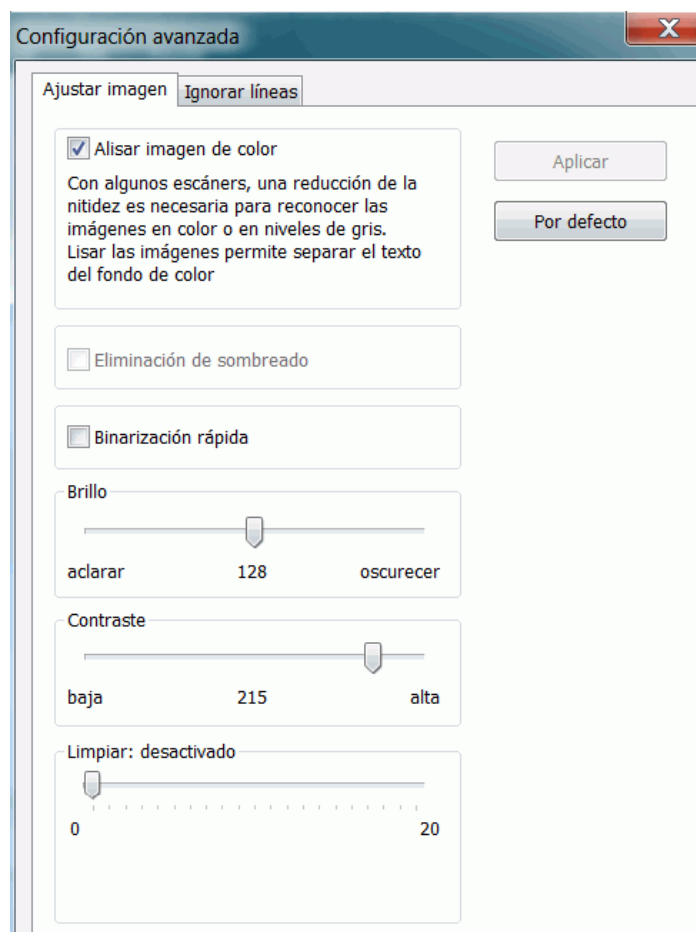 Configuración avanzada
Ajustar imagen
Ignorar líneas
Alisar imagen de color
Con algunos escáners, una reducción de la
nitidez es necesaria para reconocer las
imágenes en color o en niveles de gris.
Lisar las imágenes permite separar el texto
del fondo de color
Aplicar
Por defecto
Eliminación de sombreado
Binarización rápida
Brillo
aclarar 128 oscurecer
Contraste
baja 215 alta
Limpiar: desactivado
0 20